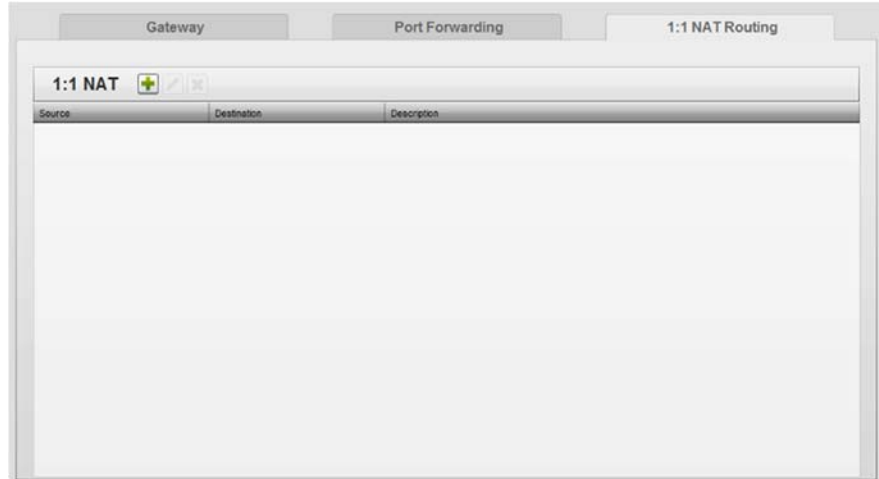 Gateway Port Forwarding 1:1 NAT Routing
1:1 NAT
Source Destination Description